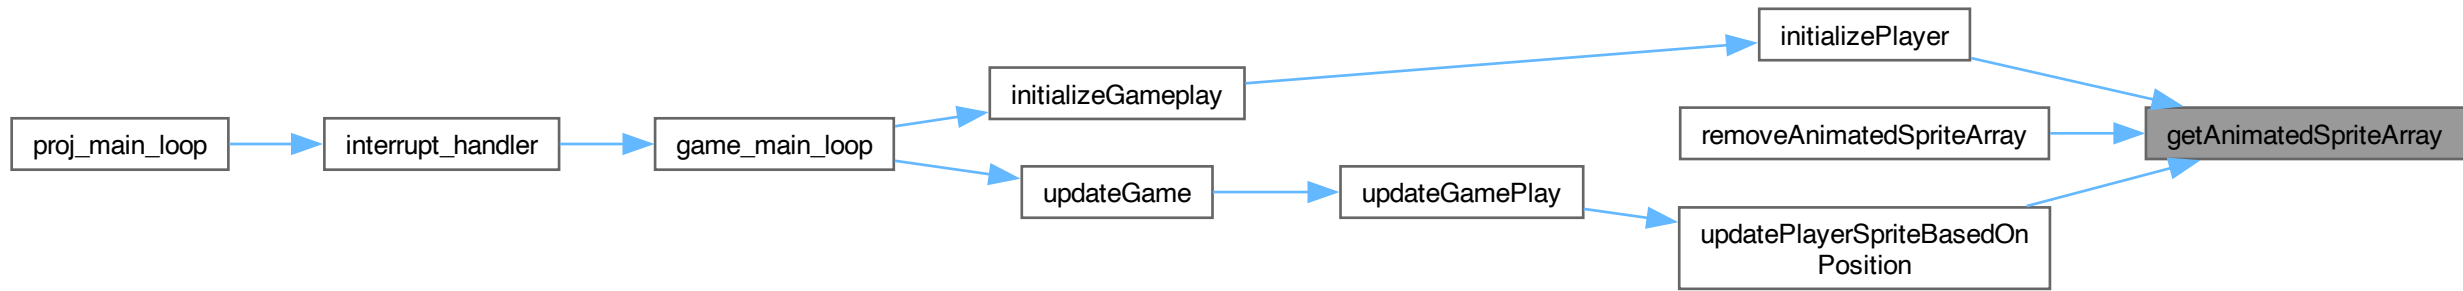 initializePlayer
initializeGameplay
proj_main_loop
interrupt_handler
game_main_loop
removeAnimatedSpriteArray
getAnimatedSpriteArray
updateGame
updateGamePlay
updatePlayerSpriteBasedOn
Position